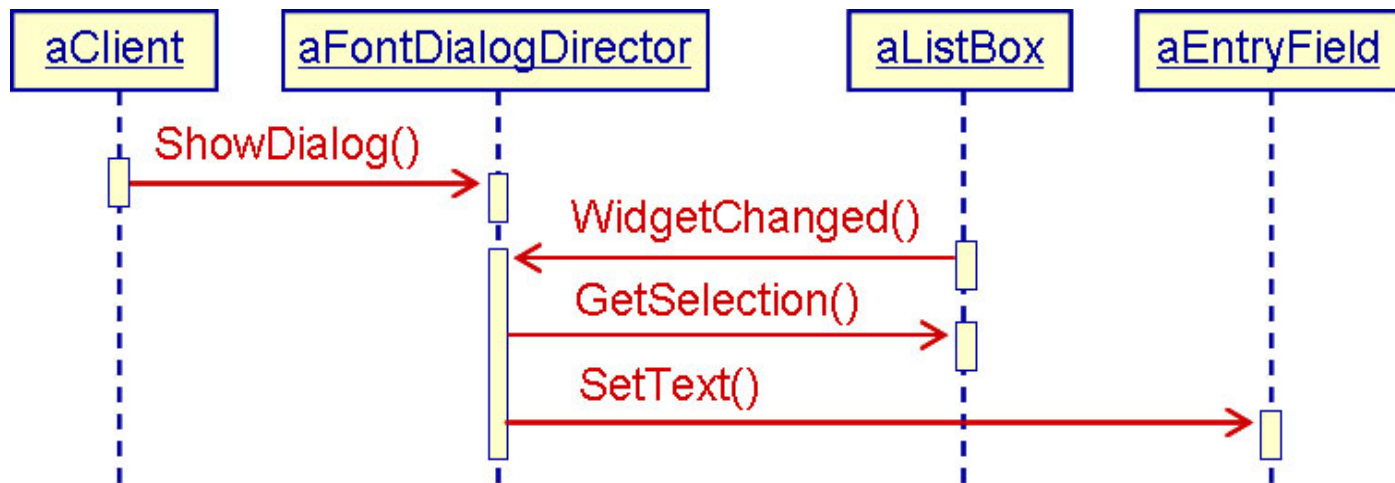 aClient
aFontDialogDirector
aListBox
aEntryField
ShowDialog()
WidgetChanged()
GetSelection()
SetText()